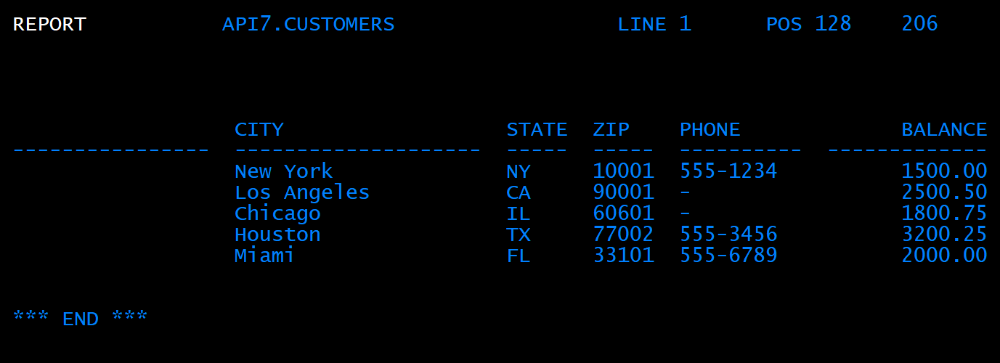 REPORT API7.CUSTOMERS LINE 1 POS 128 206
CITY STATE ZIP PHONE BALANCE
---------------- -------------------- ----- ----- ---------- -------------
New York NY 10001 555-1234 1500.00
Los Angeles CA 90001 - 2500.50
Chicago IL 60601 - 1800.75
Houston TX 77002 555-3456 3200.25
Miami FL 33101 555-6789 2000.00
*** END ***